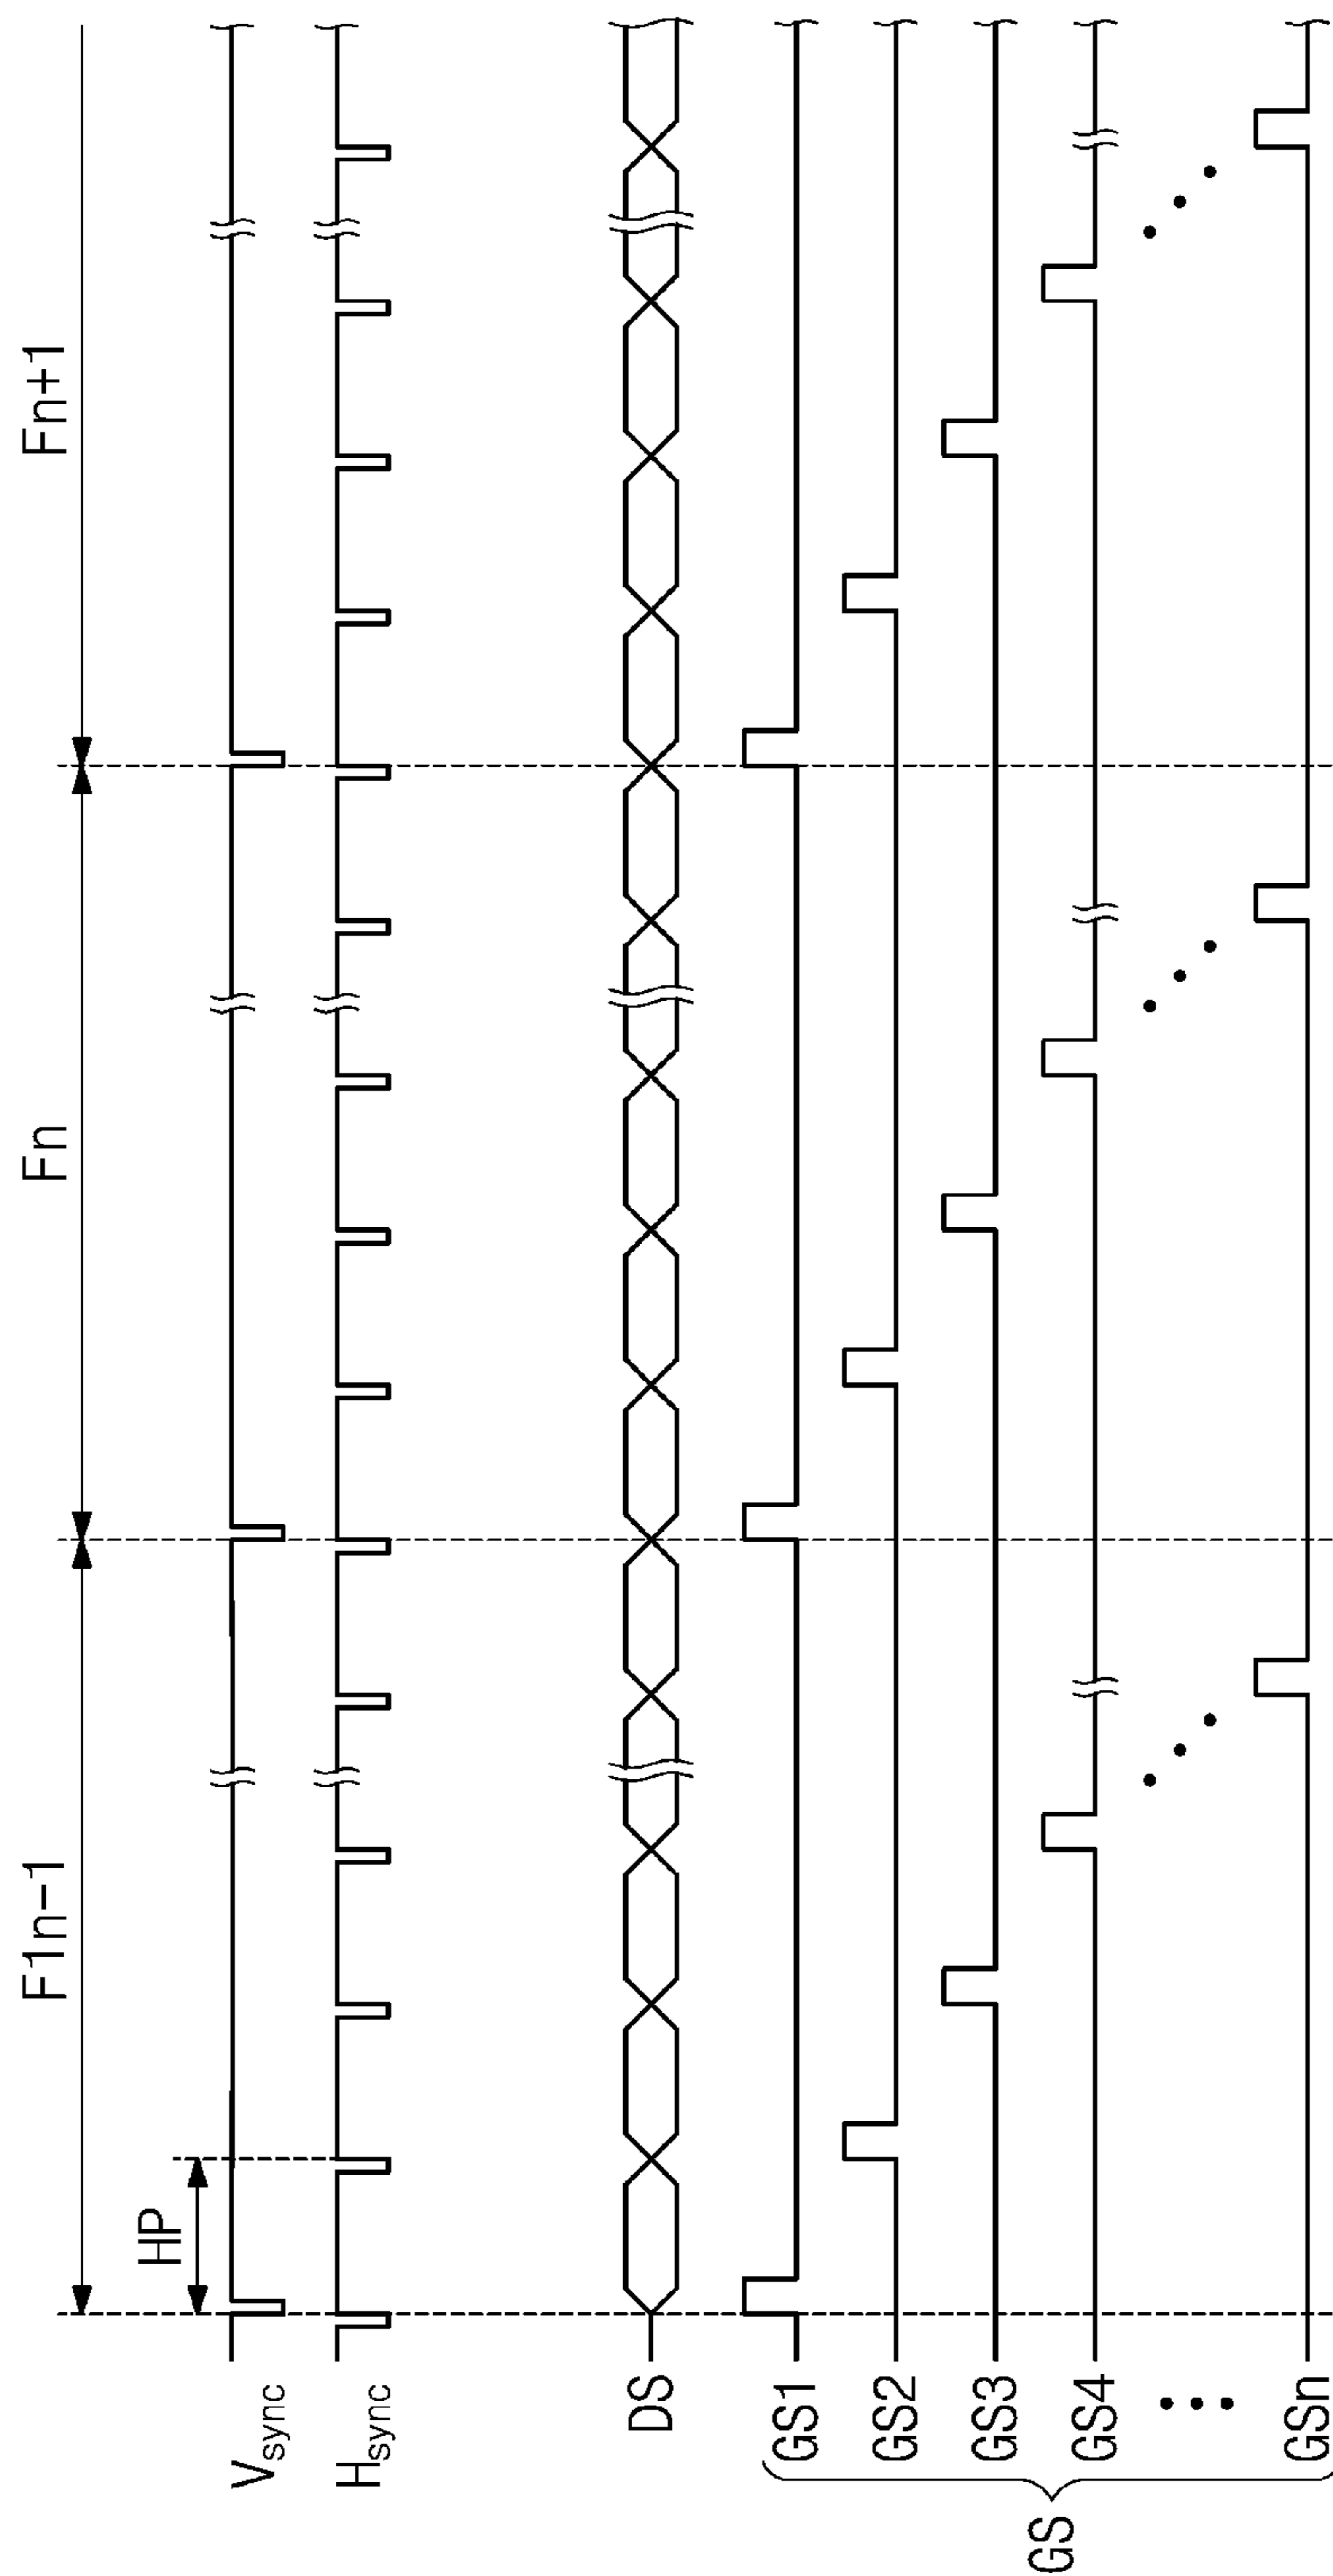 F1n-1
Fn
Fn+1
HP
Vsync
Hsync
DS
GS
GS1
GS2
GS3
GS4
GSn